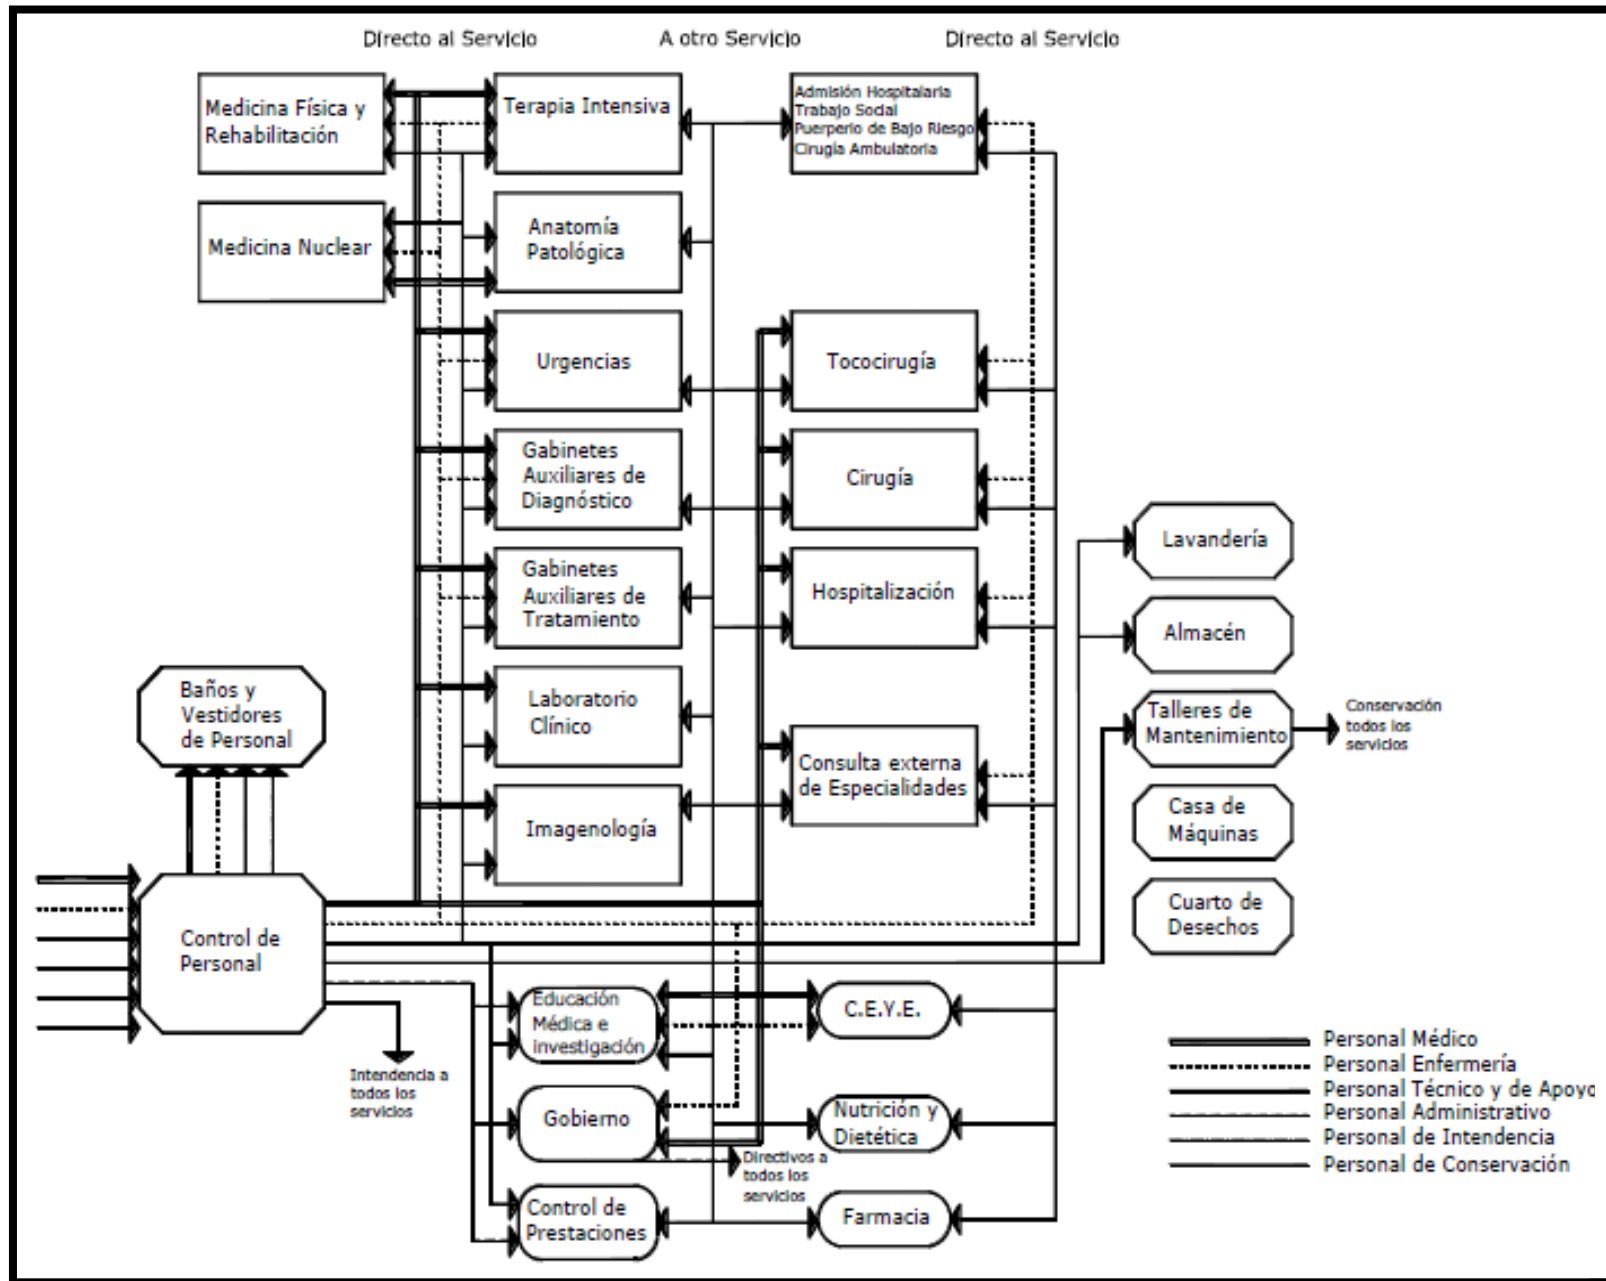 Directo al Servicio
A otro Servicio
Directo al Servicio
Medicina Física y
Rehabilitación
Terapia Intensiva
Admisión Hospitalaria
Trabajo Social
Puerperio de Bajo Riesgo
Cirugía Ambulatoria
Medicina Nuclear
Anatomía
Patológica
Urgencias
Tococirugía
Gabinetes
Auxiliares de
Diagnóstico
Cirugía
Lavandería
Gabinetes
Auxiliares de
Tratamiento
Hospitalización
Almacén
Baños y
Vestidores
de Personal
Laboratorio
Clínico
Talleres de
Mantenimiento
Conservación
todos los
servicios
Consulta externa
de Especialidades
Imagenología
Casa de
Máquinas
Cuarto de
Desechos
Control de
Personal
Educación
Médica e
investigación
C.E.Y.E.
Intendencia a
todos los
servicios
Gobierno
Nutrición y
Dietética
Directivos a
todos los
servicios
Control de
Prestaciones
Farmacia
Personal Médico
Personal Enfermería
Personal Técnico y de Apoyo
Personal Administrativo
Personal de Intendencia
Personal de Conservación